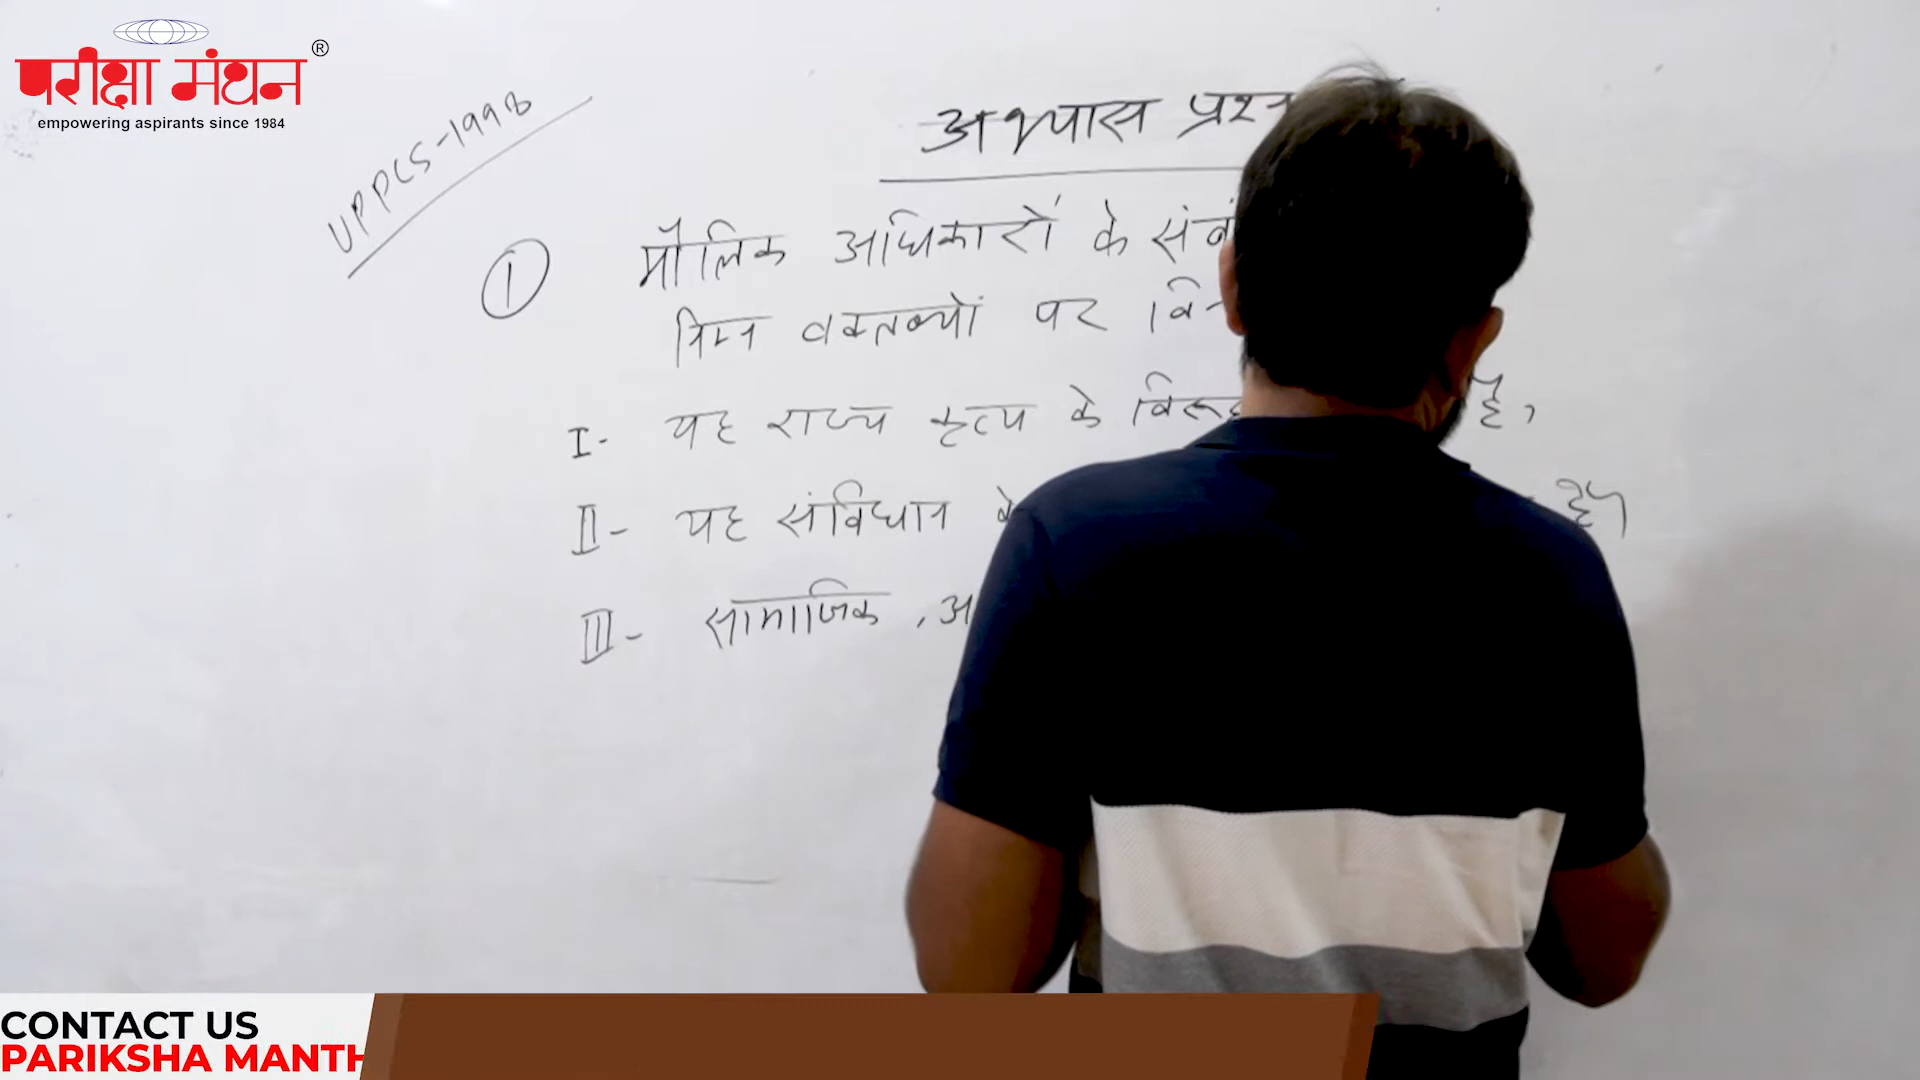 परीक्षा मंथन ®
empowering aspirants since 1984
UPPCS-1998
अभ्यास प्रश्न
① मौलिक अधिकारों के संबं
निम्न वक्तव्यों पर
I- यह राज्य कृत्य के विरूद्ध है,
II- यह संविधान के है,
III- सामाजिक, अ
CONTACT US
PARIKSHA MANTH